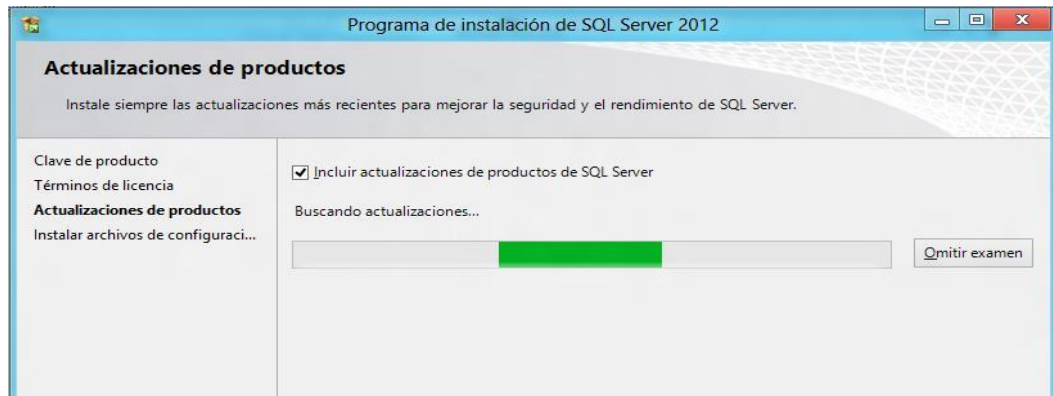 Programa de instalación de SQL Server 2012
Actualizaciones de productos
Instale siempre las actualizaciones más recientes para mejorar la seguridad y el rendimiento de SQL Server.
Clave de producto
Términos de licencia
Actualizaciones de productos
Instalar archivos de configuraci...
Incluir actualizaciones de productos de SQL Server
Buscando actualizaciones...
Omitir examen